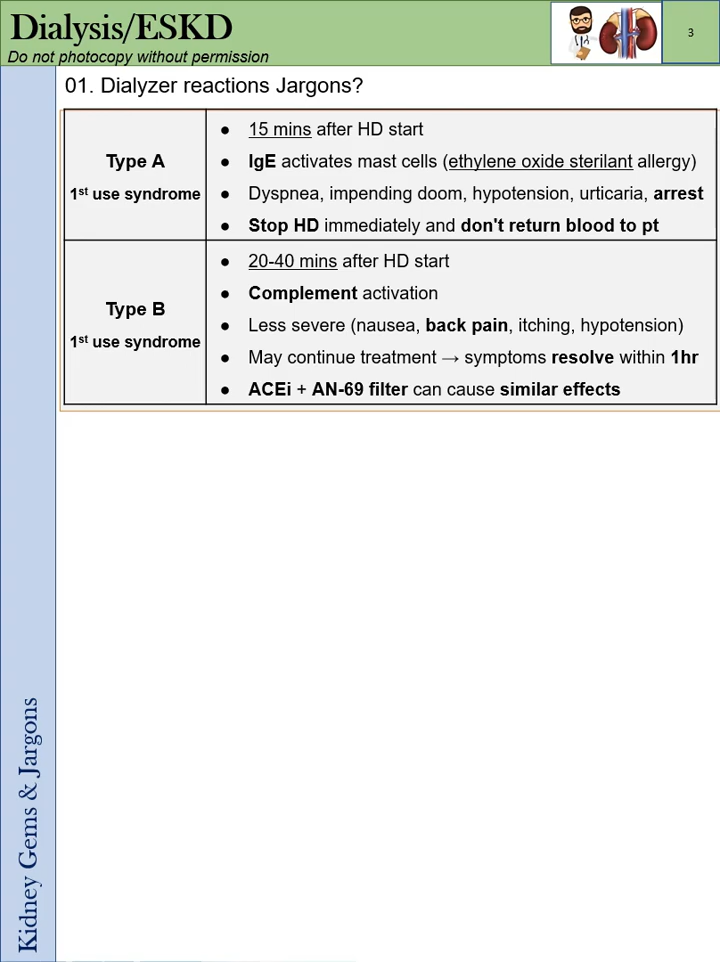 Dialysis/ESKD
Do not photocopy without permission
3
01. Dialyzer reactions Jargons?
Type A
1st use syndrome
● 15 mins after HD start
● IgE activates mast cells (ethylene oxide sterilant allergy)
● Dyspnea, impending doom, hypotension, urticaria, arrest
● Stop HD immediately and don't return blood to pt
Type B
1st use syndrome
● 20-40 mins after HD start
● Complement activation
● Less severe (nausea, back pain, itching, hypotension)
● May continue treatment → symptoms resolve within 1hr
● ACEi + AN-69 filter can cause similar effects
Kidney Gems & Jargons